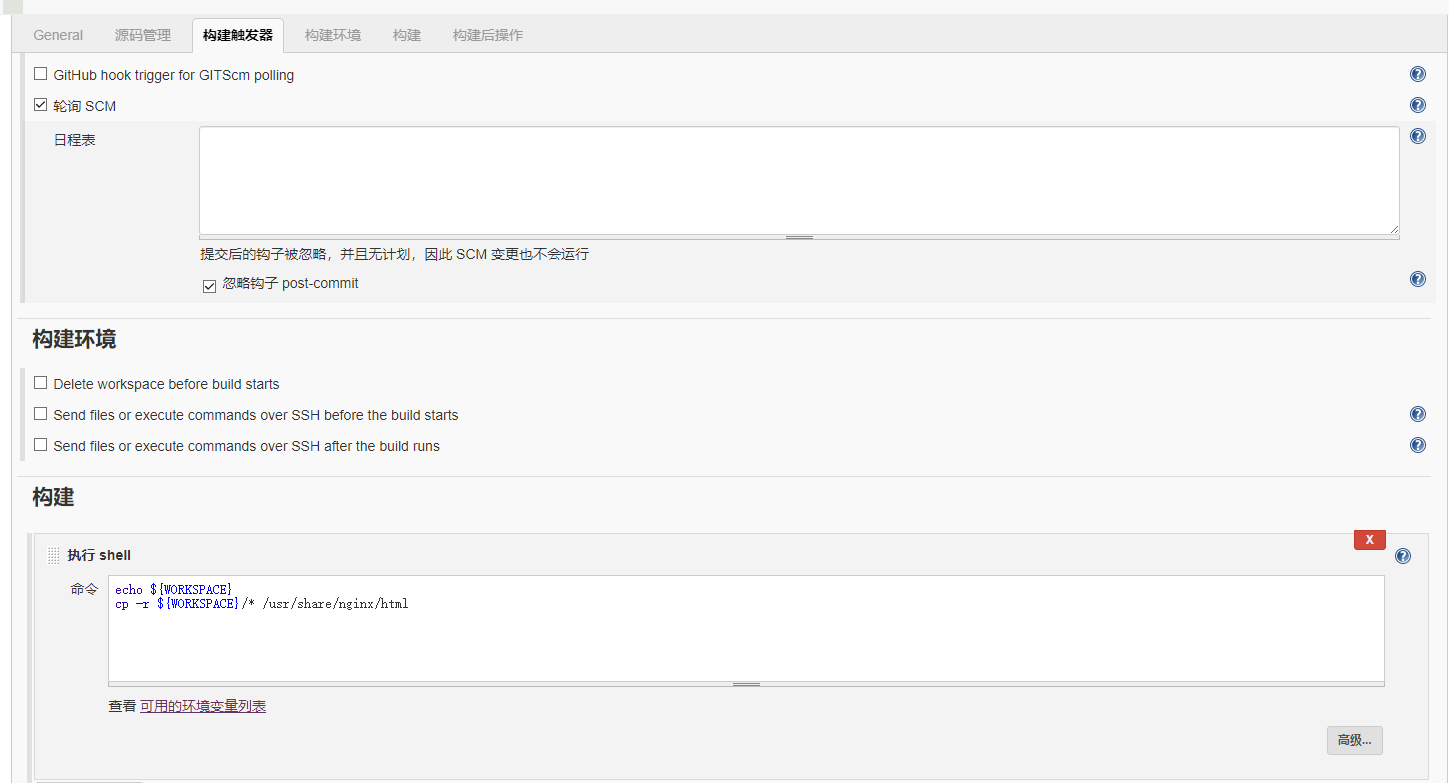 General 源码管理 构建触发器 构建环境 构建 构建后操作
GitHub hook trigger for GITScm polling
轮询 SCM
日程表
提交后的钩子被忽略，并且无计划，因此 SCM 变更也不会运行
忽略钩子 post-commit
构建环境
Delete workspace before build starts
Send files or execute commands over SSH before the build starts
Send files or execute commands over SSH after the build runs
构建
X
执行 shell
命令
echo ${WORKSPACE}
cp -r ${WORKSPACE}/* /usr/share/nginx/html
查看 可用的环境变量列表
高级...